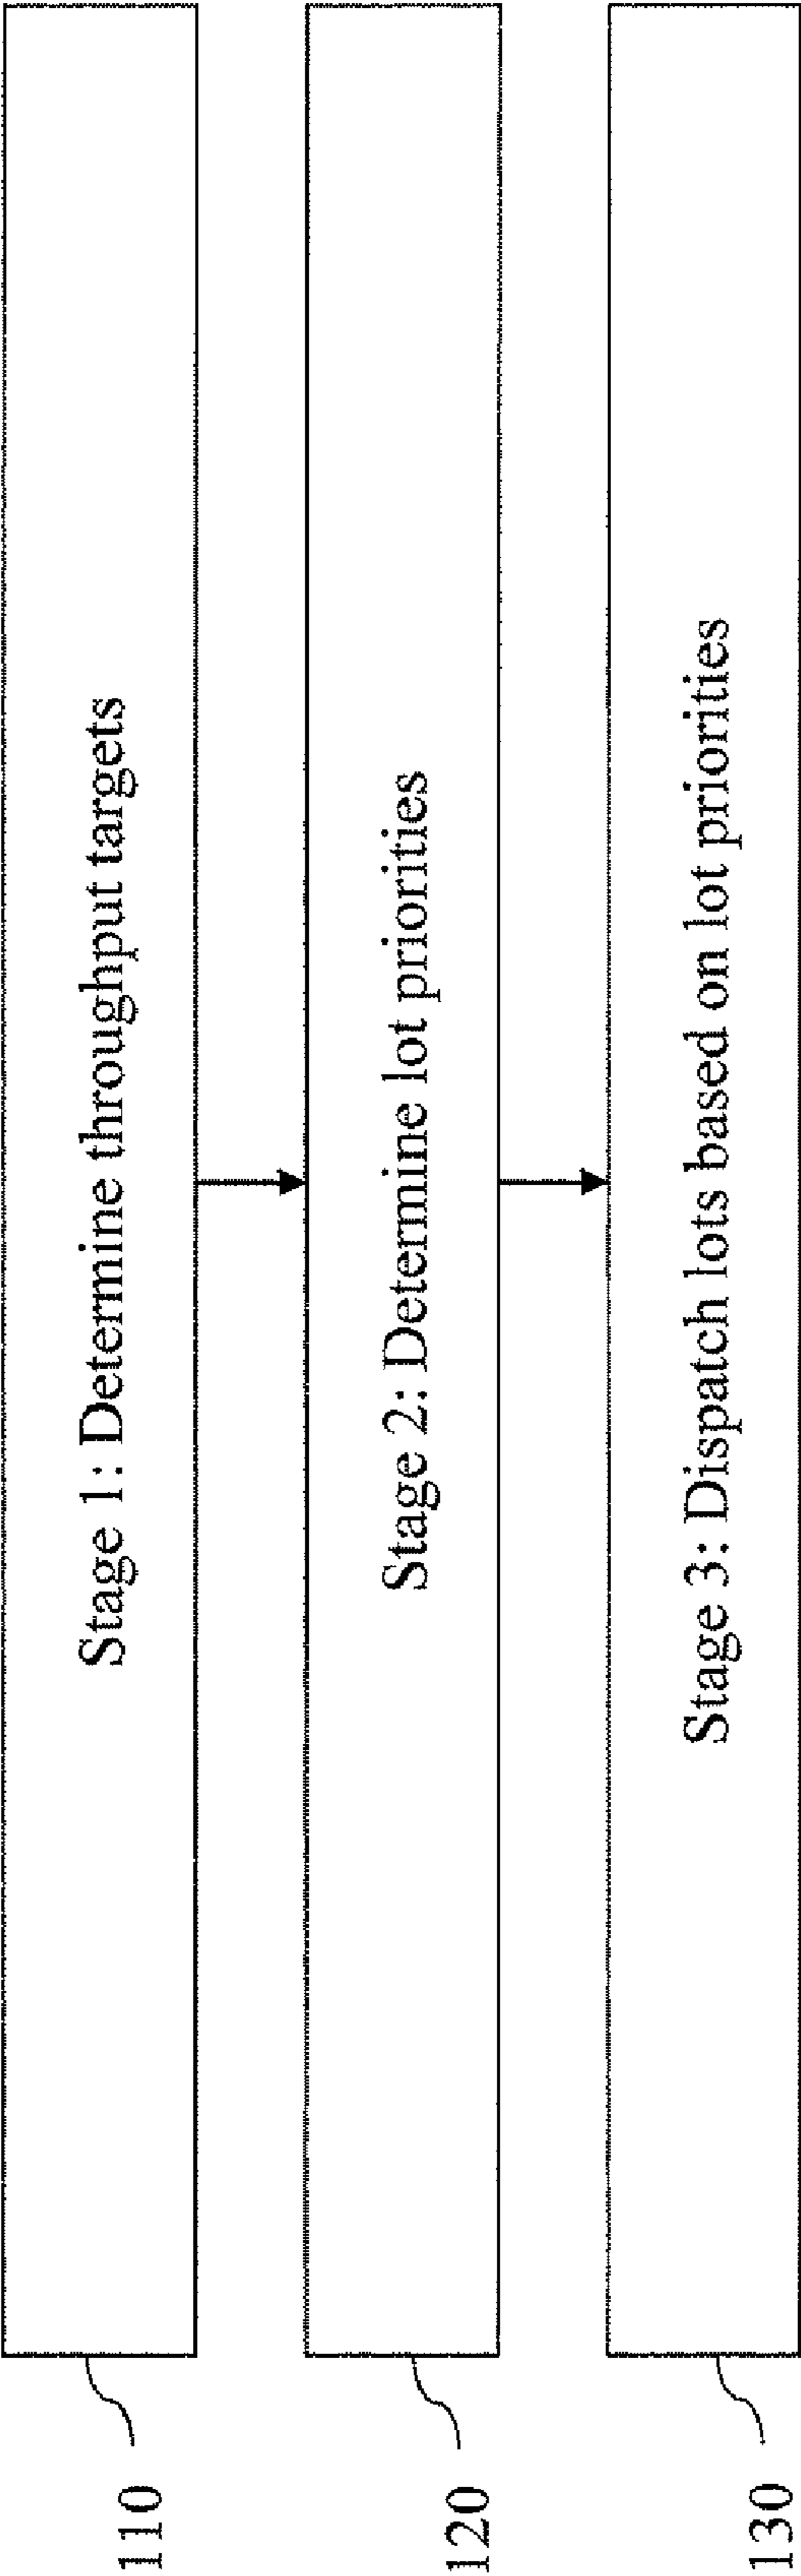 Stage 1: Determine throughput targets
110
Stage 2: Determine lot priorities
120
Stage 3: Dispatch lots based on lot priorities
130